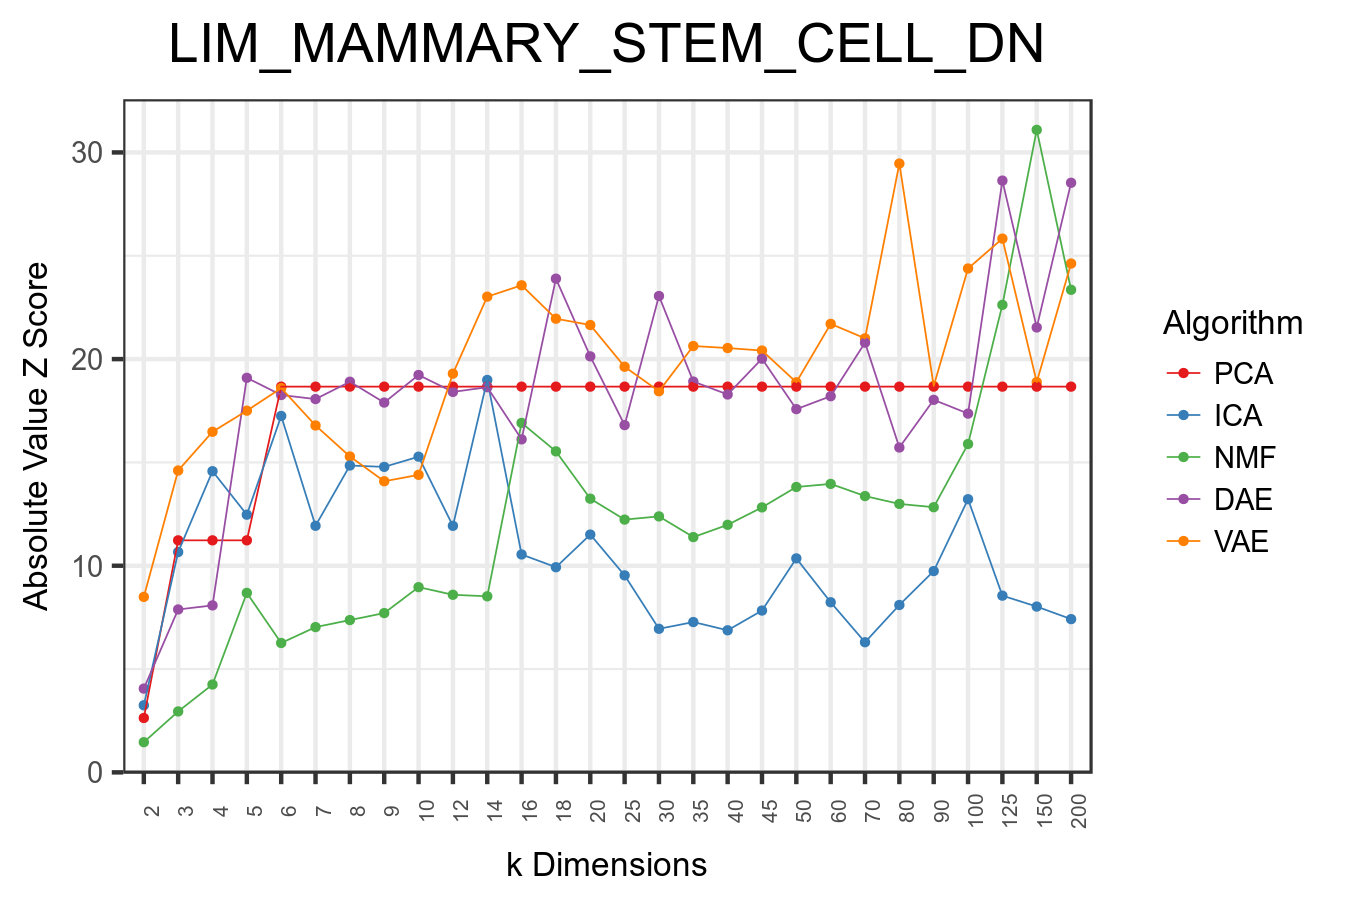 LIM_MAMMARY_STEM_CELL_DN
Absolute Value Z Score
30
20
10
0
2 3 4 5 6 7 8 9 10 12 14 16 18 20 25 30 35 40 45 50 60 70 80 90 100 125 150 200
k Dimensions
Algorithm
PCA
ICA
NMF
DAE
VAE